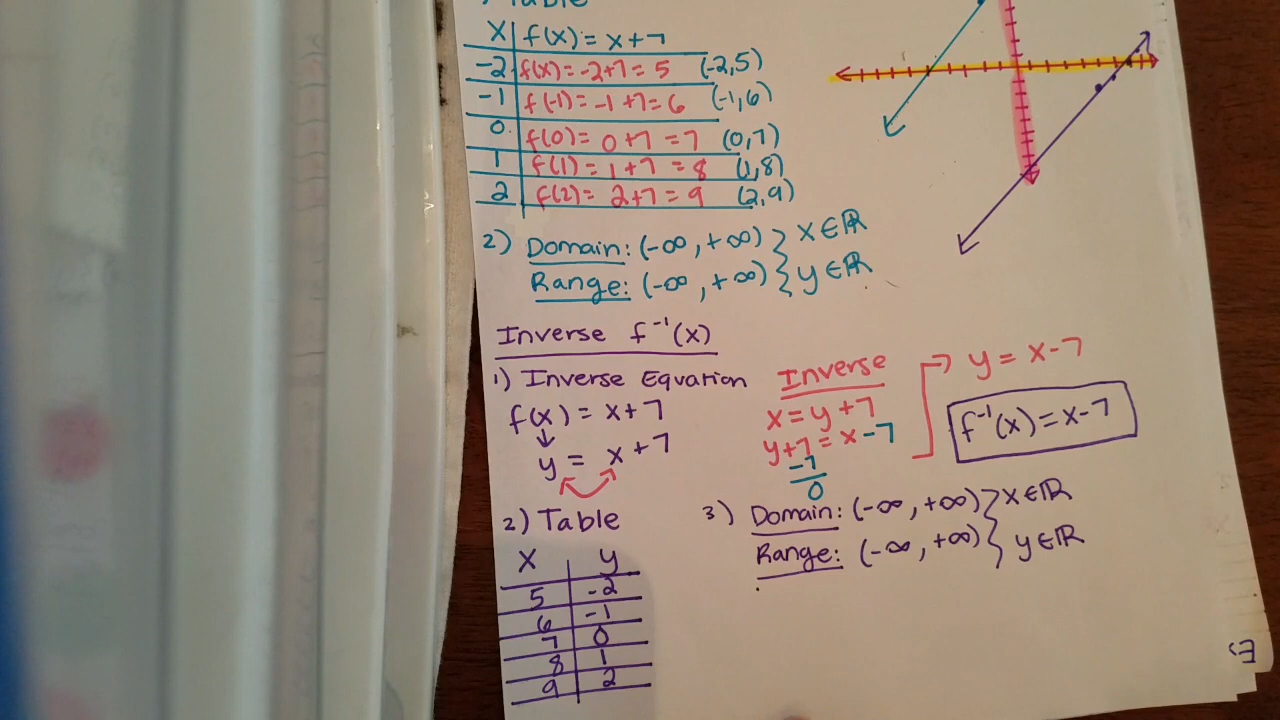 1 Table
X f(x) = x+7
-2 f(x) = -2+7 = 5 (-2,5)
-1 f(-1) = -1+7=6 (-1,6)
0 f(0) = 0+7 = 7 (0,7)
1 f(1) = 1+7 = 8 (1,8)
2 f(2) = 2+7 = 9 (2,9)
2) Domain: (-∞, +∞) } x∈ℝ
Range: (-∞, +∞) } y∈ℝ
Inverse f⁻¹(x)
1) Inverse Equation
f(x) = x+7
↓
y = x+7
Inverse
x = y+7
y+7 = x-7
-7
0
y = x-7
f⁻¹(x) = x-7
2) Table
X y
5 -2
6 -1
7 0
8 1
9 2
3) Domain: (-∞, +∞) } x∈ℝ
Range: (-∞, +∞) } y∈ℝ